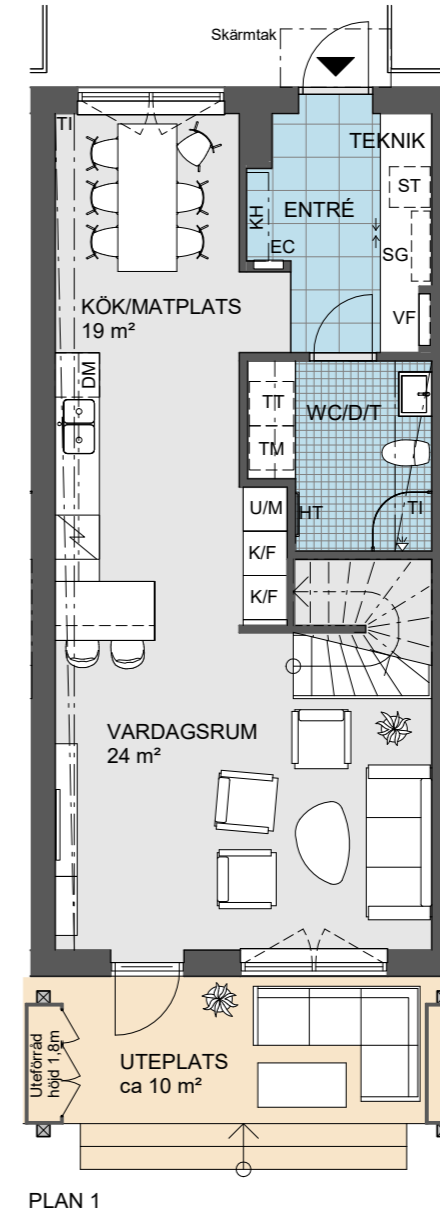 Skärmtak
TI
TEKNIK
ST
ENTRÉ
KH
EC
SG
KÖK/MATPLATS
19 m²
VF
DM
TT
WC/D/T
TM
U/M
HT
TI
K/F
K/F
VARDAGSRUM
24 m²
Uteförråd
höjd 1,8m
UTEPLATS
ca 10 m²
PLAN 1